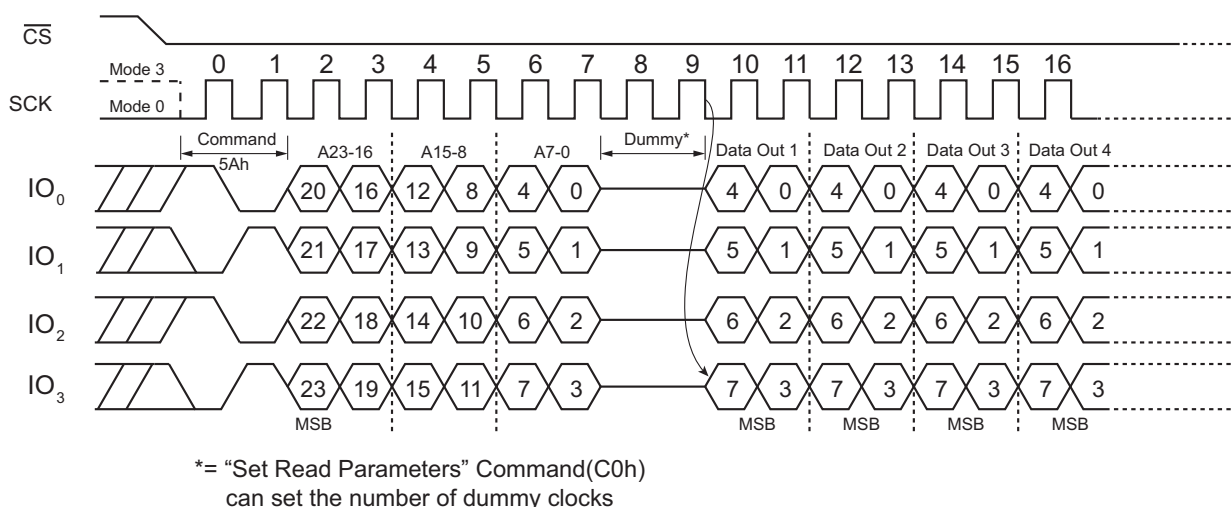 CS
0 1 2 3 4 5 6 7 8 9 10 11 12 13 14 15 16
Mode 3
SCK
Mode 0
Command
5Ah
A23-16
A15-8
A7-0
Dummy*
Data Out 1
Data Out 2
Data Out 3
Data Out 4
IO0 20 16 12 8 4 0 4 0 4 0 4 0 4 0
IO1 21 17 13 9 5 1 5 1 5 1 5 1 5 1
IO2 22 18 14 10 6 2 6 2 6 2 6 2 6 2
IO3 23 19 15 11 7 3 7 3 7 3 7 3 7 3
MSB MSB MSB MSB MSB
*= “Set Read Parameters” Command(C0h)
can set the number of dummy clocks